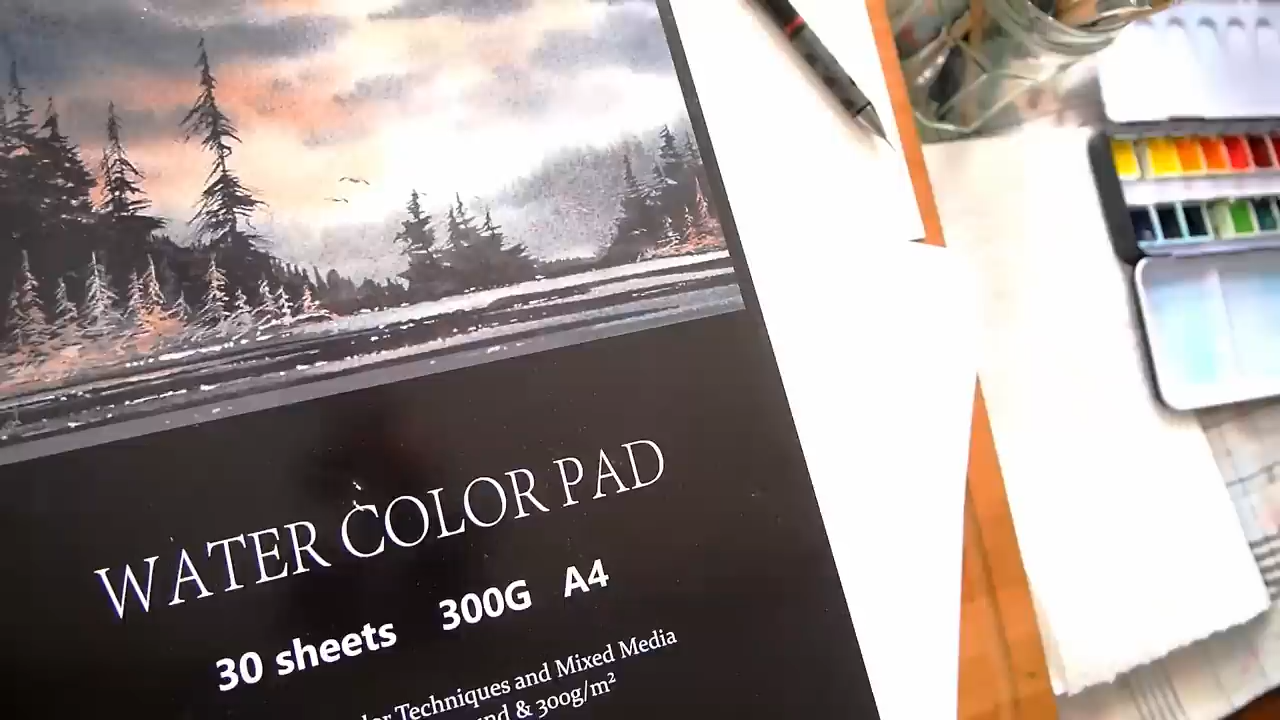 WATER COLOR PAD
30 sheets 300G A4
Techniques and Mixed Media
& 300g/m²